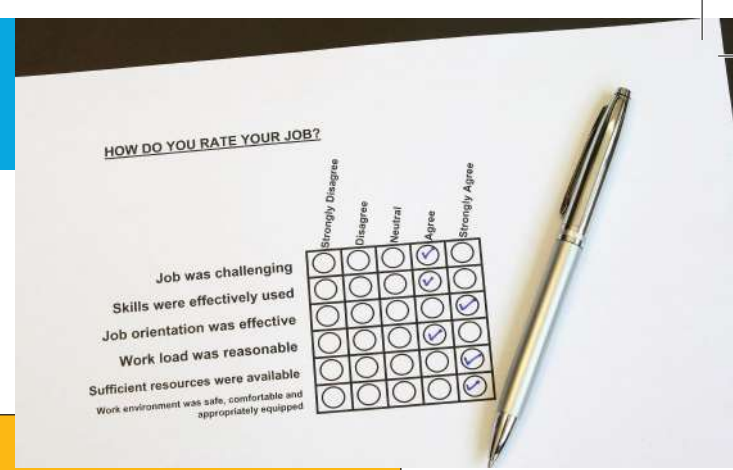 HOW DO YOU RATE YOUR JOB?
Strongly Disagree
Disagree
Neutral
Agree
Strongly Agree
Job was challenging
Skills were effectively used
Job orientation was effective
Work load was reasonable
Sufficient resources were available
Work environment was safe, comfortable and
appropriately equipped